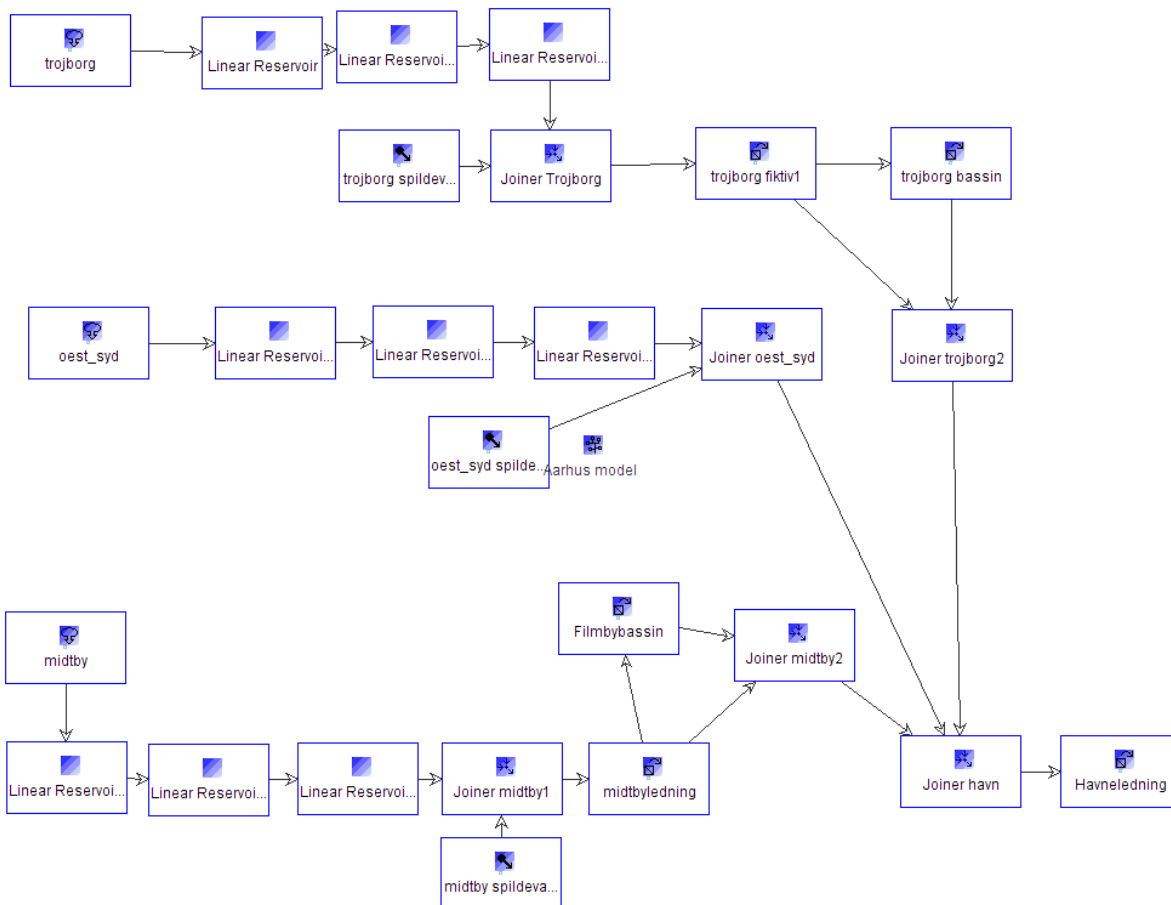 trojborg
Linear Reservoir
Linear Reservoi...
Linear Reservoi...
trojborg spildev...
Joiner Trojborg
trojborg fiktiv1
trojborg bassin
oest_syd
Linear Reservoi...
Linear Reservoi...
Linear Reservoi...
Joiner oest_syd
Joiner trojborg2
oest_syd spilde...
Aarhus model
Filmbybassin
Joiner midtby2
midtby
Linear Reservoi...
Linear Reservoi...
Linear Reservoi...
Joiner midtby1
midtbyledning
Joiner havn
Havneledning
midtby spildeva...